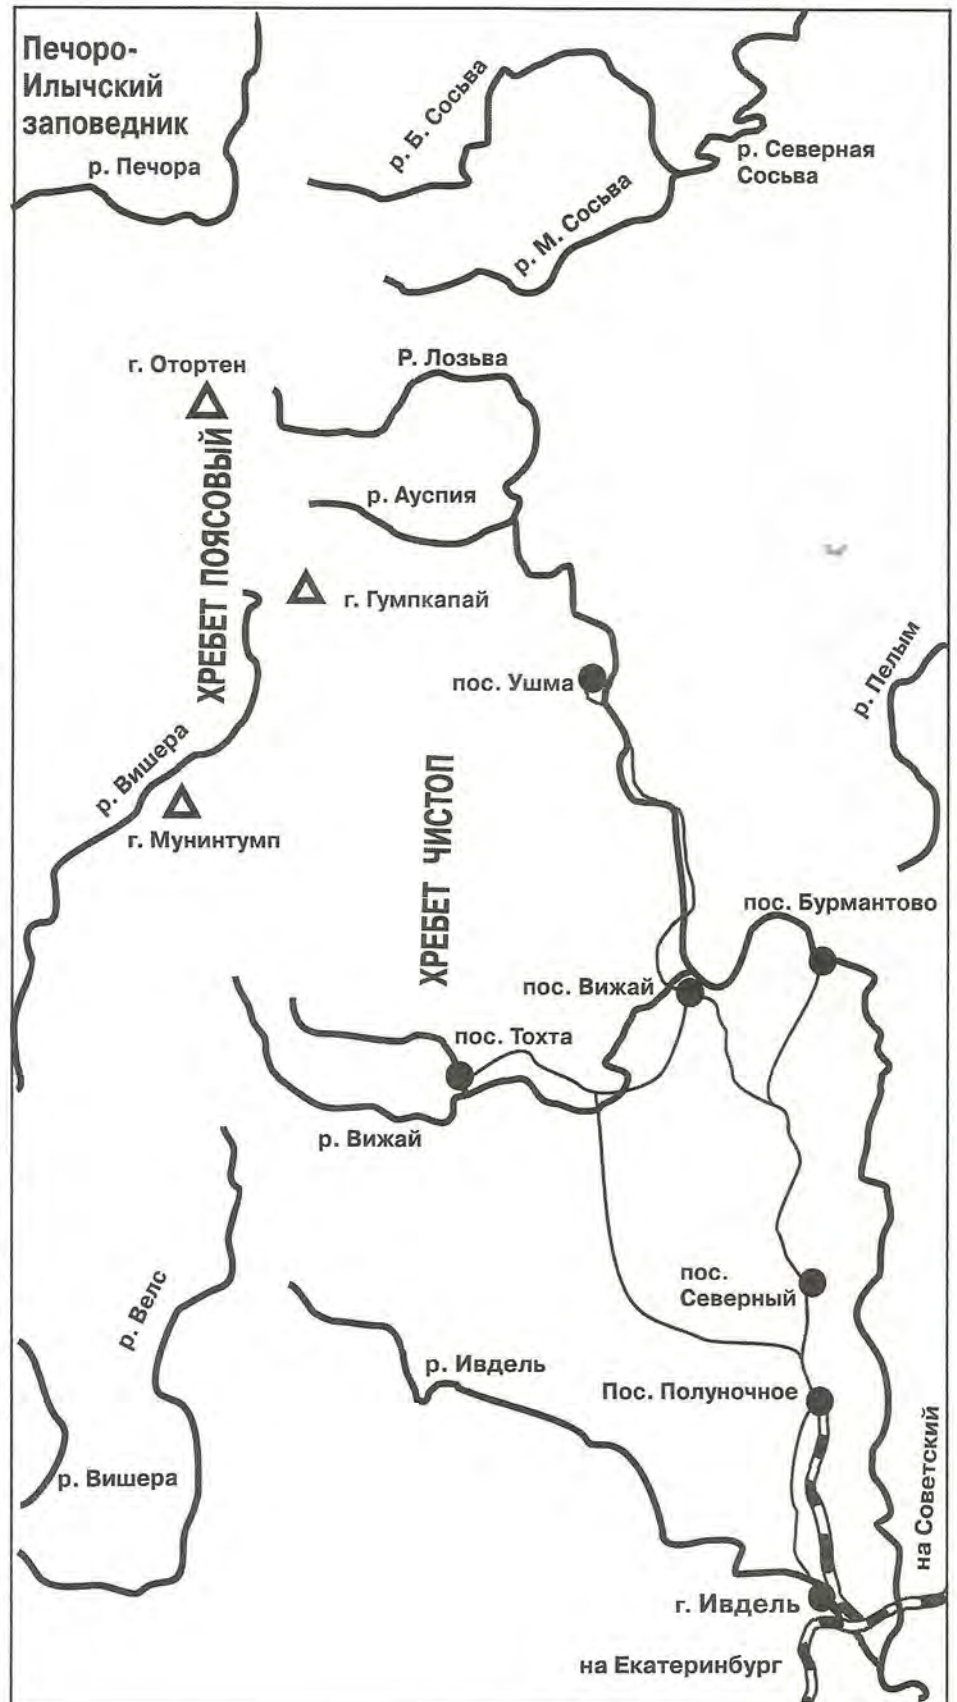 Печоро-
Илычский
заповедник
р. Печора
р. Б. Сосьва
р. Северная
Сосьва
р. М. Сосьва
г. Отортен
Р. Лозьва
ХРЕБЕТ ПОЯСОВЫЙ
р. Ауспия
г. Гумпкапай
пос. Ушма
р. Пелым
р. Вишера
г. Мунинтумп
ХРЕБЕТ ЧИСТОП
пос. Бурмантово
пос. Вижай
пос. Тохта
р. Вижай
р. Велс
пос.
Северный
р. Ивдель
Пос. Полуночное
р. Вишера
на Советский
г. Ивдель
на Екатеринбург